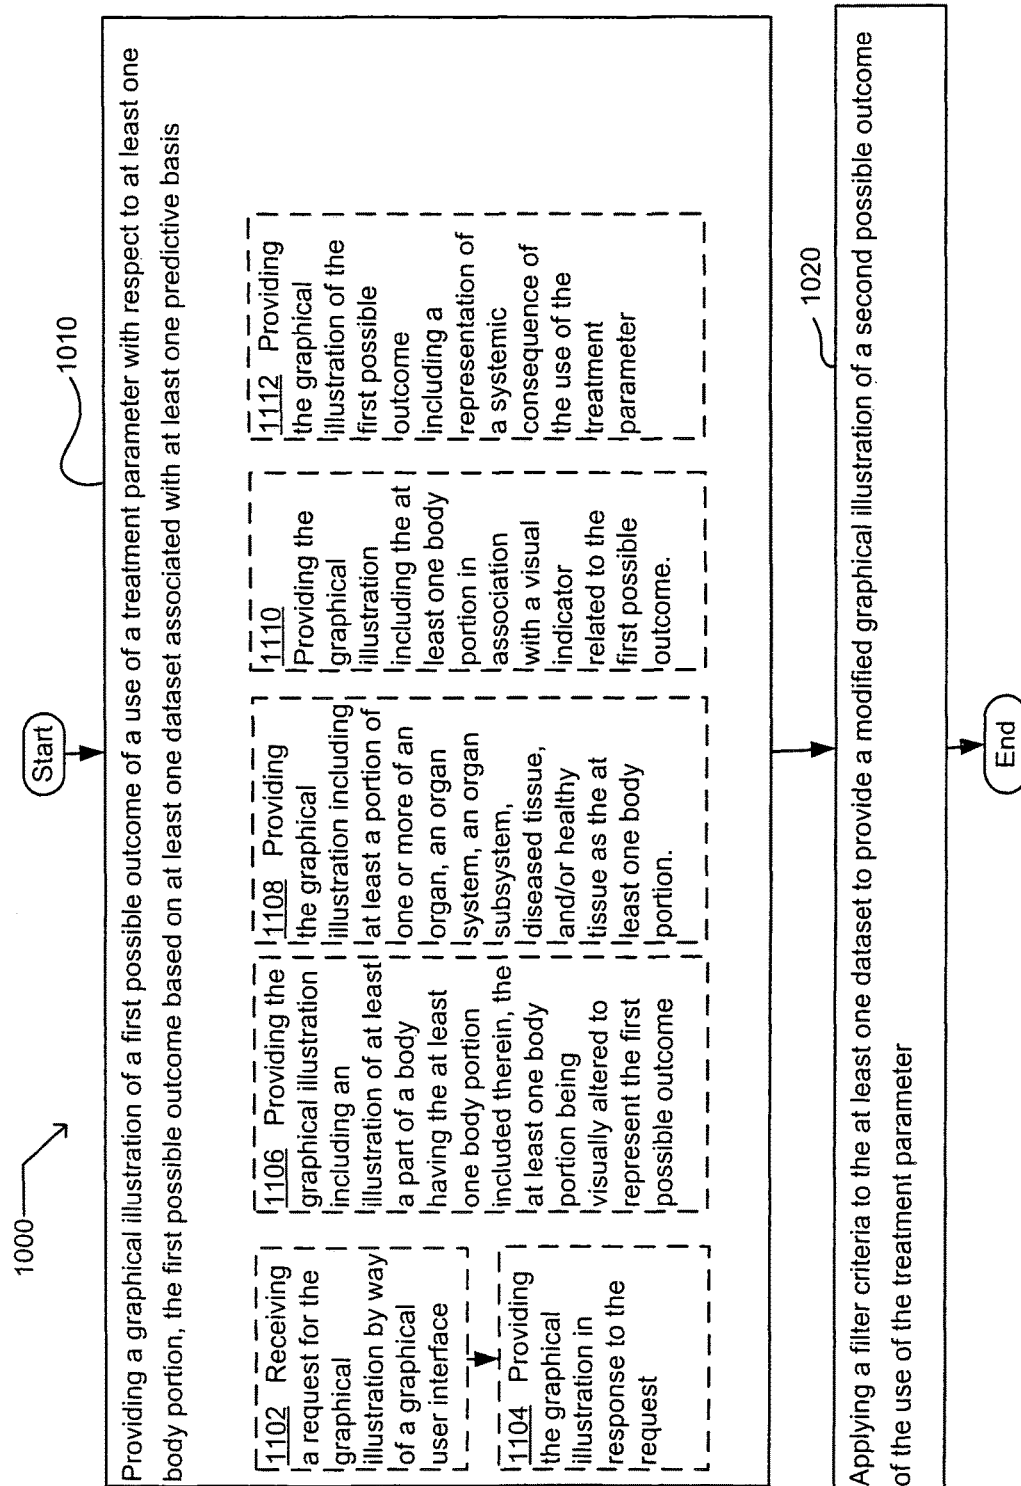 1000
Start
1010
Providing a graphical illustration of a first possible outcome of a use of a treatment parameter with respect to at least one
body portion, the first possible outcome based on at least one dataset associated with at least one predictive basis
1102 Receiving
a request for the
graphical
illustration by way
of a graphical
user interface
1104 Providing
the graphical
illustration in
response to the
request
1106 Providing the
graphical illustration
including an
illustration of at least
a part of a body
having the at least
one body portion
included therein, the
at least one body
portion being
visually altered to
represent the first
possible outcome
1108 Providing
the graphical
illustration including
at least a portion of
one or more of an
organ, an organ
system, an organ
subsystem,
diseased tissue,
and/or healthy
tissue as the at
least one body
portion.
1110
Providing the
graphical
illustration
including the at
least one body
portion in
association
with a visual
indicator
related to the
first possible
outcome.
1112 Providing
the graphical
illustration of the
first possible
outcome
including a
representation of
a systemic
consequence of
the use of the
treatment
parameter
1020
Applying a filter criteria to the at least one dataset to provide a modified graphical illustration of a second possible outcome
of the use of the treatment parameter
End